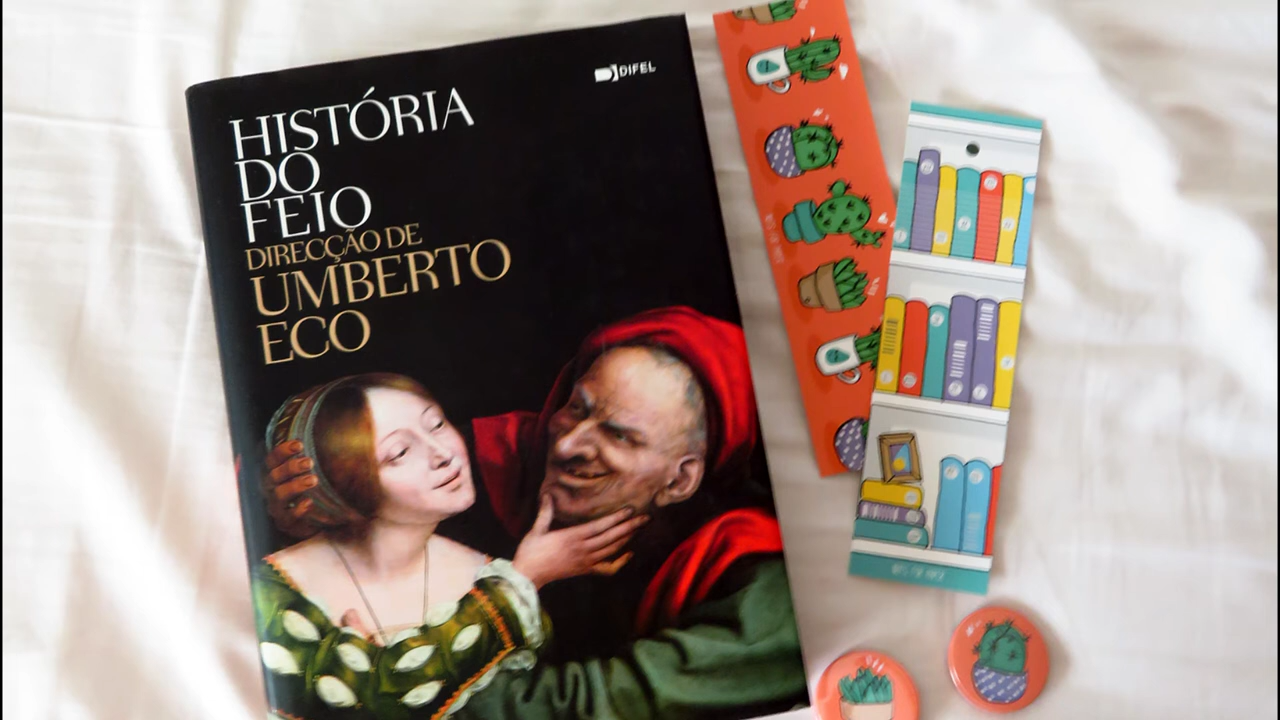 DIFEL
HISTÓRIA
DO
FEIO
DIRECÇÃO DE
UMBERTO
ECO